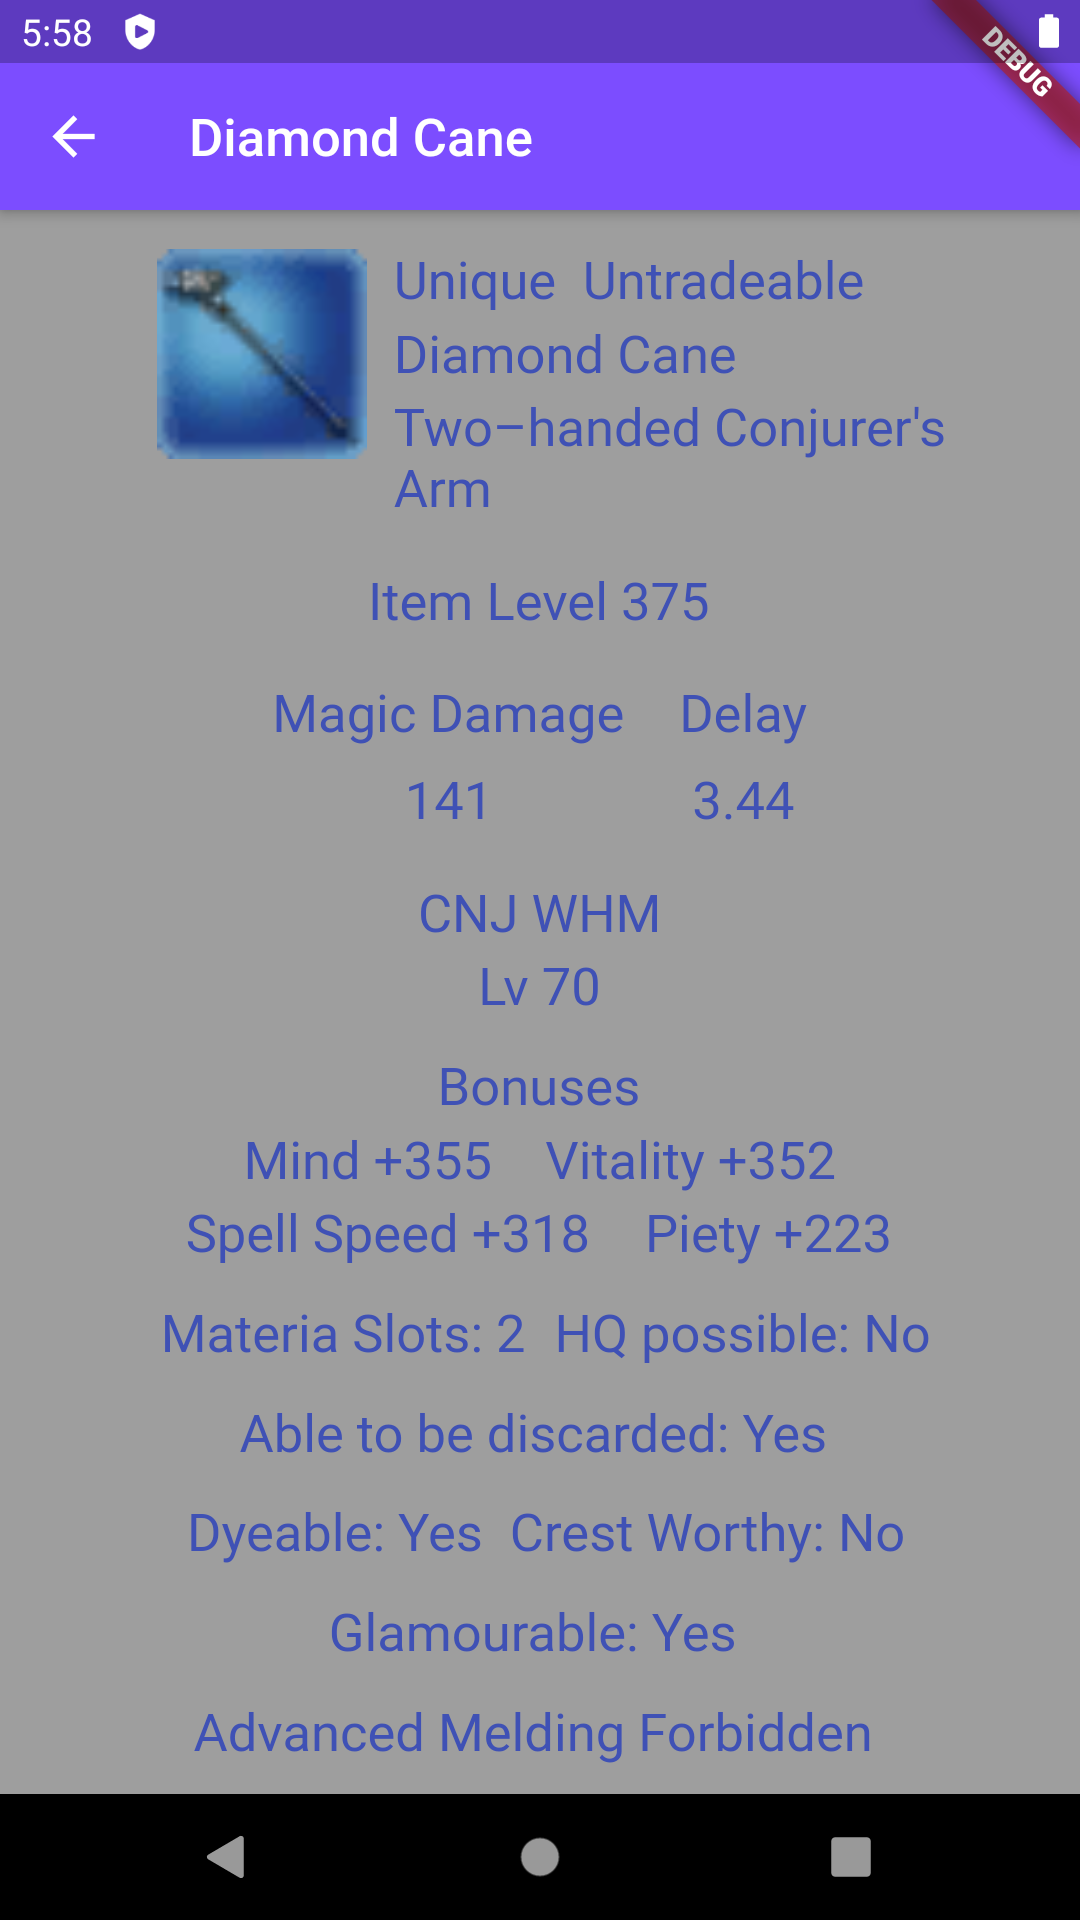 5:58
DEBUG
Diamond Cane
Unique Untradeable
Diamond Cane
Two–handed Conjurer's
Arm
Item Level 375
Magic Damage Delay
141 3.44
CNJ WHM
Lv 70
Bonuses
Mind +355 Vitality +352
Spell Speed +318 Piety +223
Materia Slots: 2 HQ possible: No
Able to be discarded: Yes
Dyeable: Yes Crest Worthy: No
Glamourable: Yes
Advanced Melding Forbidden